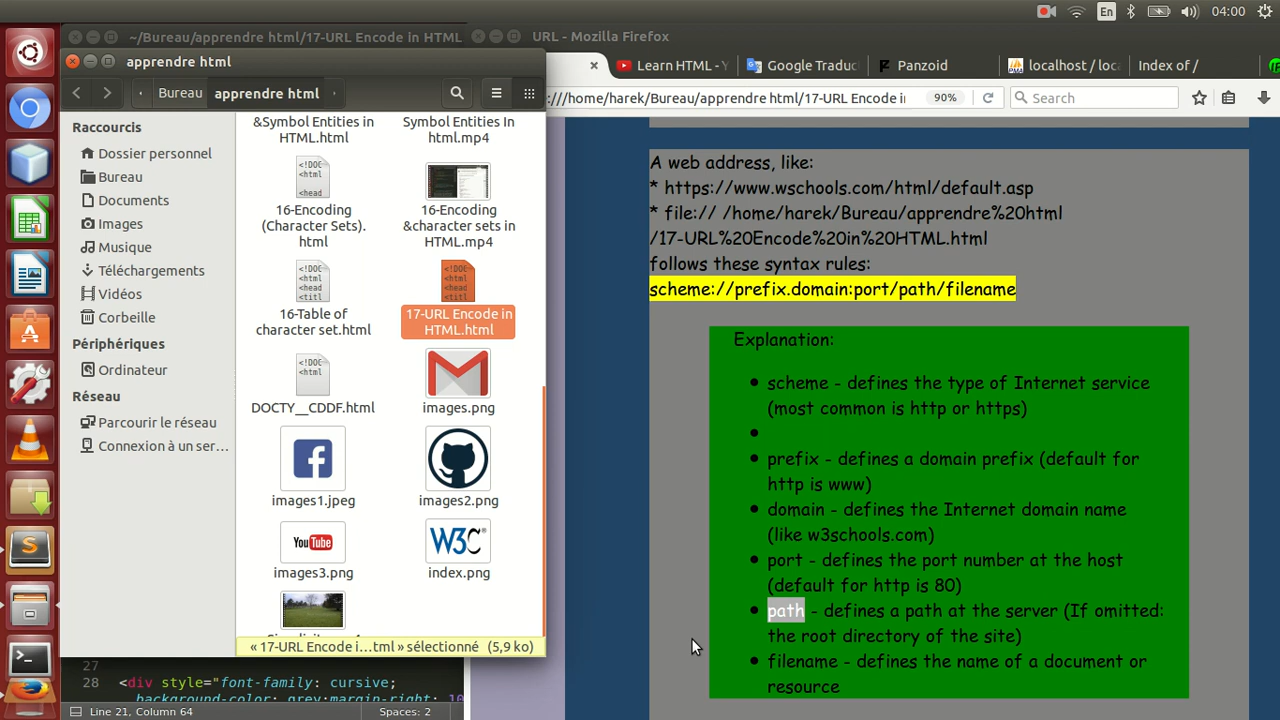 En
04:00
~/Bureau/apprendre html/17-URL Encode in HTML
URL - Mozilla Firefox
apprendre html
Learn HTML - Y
Google Traduc
Panzoid
localhost / loc
Index of /
Bureau
apprendre html
:///home/harek/Bureau/apprendre html/17-URL Encode in
90%
Search
Raccourcis
Dossier personnel
Bureau
Documents
Images
Musique
Téléchargements
Vidéos
Corbeille
Périphériques
Ordinateur
Réseau
Parcourir le réseau
Connexion à un ser...
&Symbol Entities in
HTML.html
Symbol Entities In
html.mp4
16-Encoding
(Character Sets).
html
16-Encoding
&character sets in
HTML.mp4
16-Table of
character set.html
17-URL Encode in
HTML.html
DOCTY__CDDF.html
images.png
images1.jpeg
images2.png
YouTube
images3.png
W3C
index.png
« 17-URL Encode i...tml » sélectionné (5,9 ko)
A web address, like:
* https://www.wschools.com/html/default.asp
* file:// /home/harek/Bureau/apprendre%20html
/17-URL%20Encode%20in%20HTML.html
follows these syntax rules:
scheme://prefix.domain:port/path/filename
Explanation:
scheme - defines the type of Internet service
(most common is http or https)
prefix - defines a domain prefix (default for
http is www)
domain - defines the Internet domain name
(like w3schools.com)
port - defines the port number at the host
(default for http is 80)
path - defines a path at the server (If omitted:
the root directory of the site)
filename - defines the name of a document or
resource
27
28 <div style="font-family: cursive;
background-color: grey;margin-right: 10
Line 21, Column 64
Spaces: 2